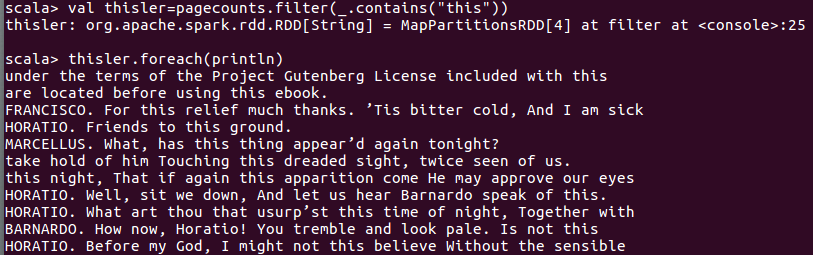 scala> val thisler=pagecounts.filter(_.contains("this"))
thisler: org.apache.spark.rdd.RDD[String] = MapPartitionsRDD[4] at filter at <console>:25
scala> thisler.foreach(println)
under the terms of the Project Gutenberg License included with this
are located before using this ebook.
FRANCISCO. For this relief much thanks. ’Tis bitter cold, And I am sick
HORATIO. Friends to this ground.
MARCELLUS. What, has this thing appear’d again tonight?
take hold of him Touching this dreaded sight, twice seen of us.
this night, That if again this apparition come He may approve our eyes
HORATIO. Well, sit we down, And let us hear Barnardo speak of this.
HORATIO. What art thou that usurp’st this time of night, Together with
BARNARDO. How now, Horatio! You tremble and look pale. Is not this
HORATIO. Before my God, I might not this believe Without the sensible